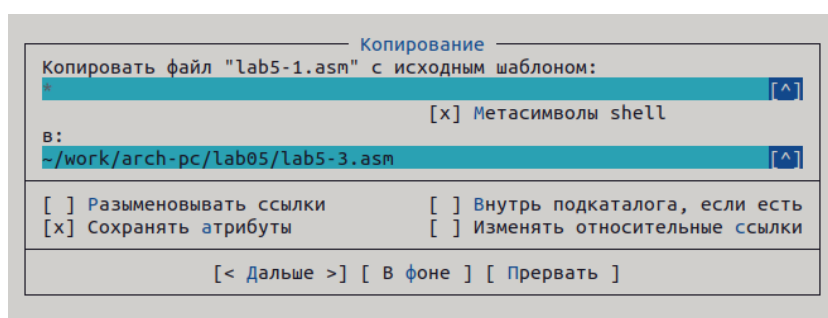 Копирование
Копировать файл "lab5-1.asm" с исходным шаблоном:
* [^]
[x] Метасимволы shell
в:
~/work/arch-pc/lab05/lab5-3.asm [^]
[ ] Разыменовывать ссылки [ ] Внутрь подкаталога, если есть
[x] Сохранять атрибуты [ ] Изменять относительные ссылки
[< Дальше >] [ В фоне ] [ Прервать ]